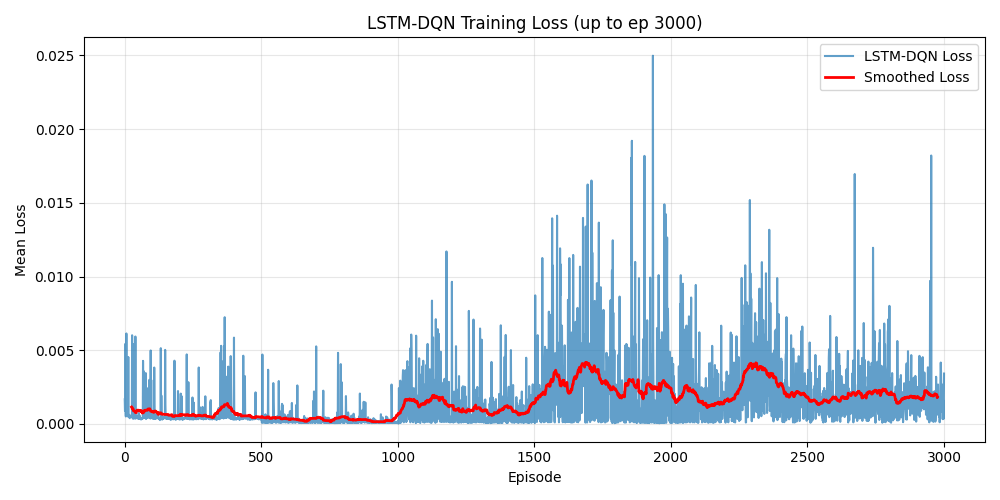 LSTM-DQN Training Loss (up to ep 3000)
LSTM-DQN Loss
Smoothed Loss
Mean Loss
0.025
0.020
0.015
0.010
0.005
0.000
0 500 1000 1500 2000 2500 3000
Episode